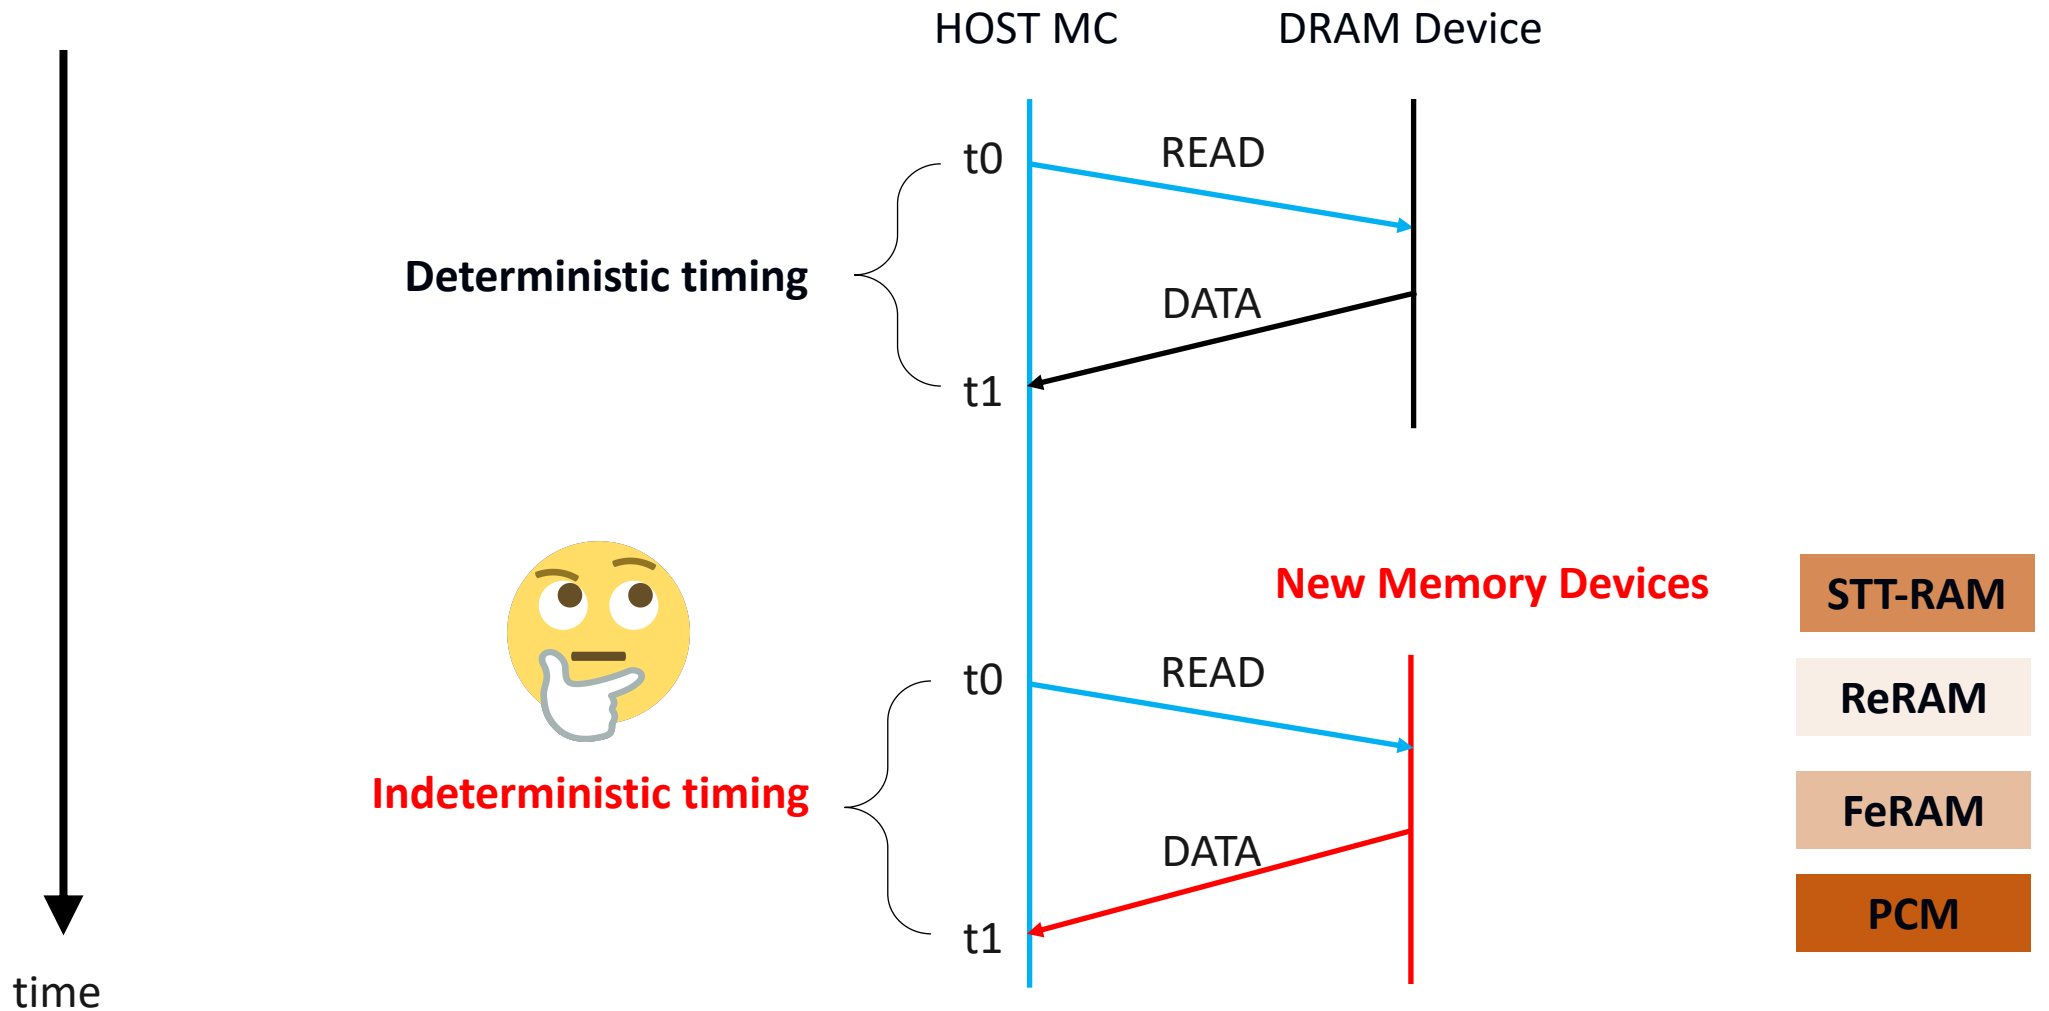 HOST MC
DRAM Device
t0
READ
Deterministic timing
DATA
t1
New Memory Devices
STT-RAM
t0
READ
ReRAM
Indeterministic timing
FeRAM
DATA
t1
PCM
time